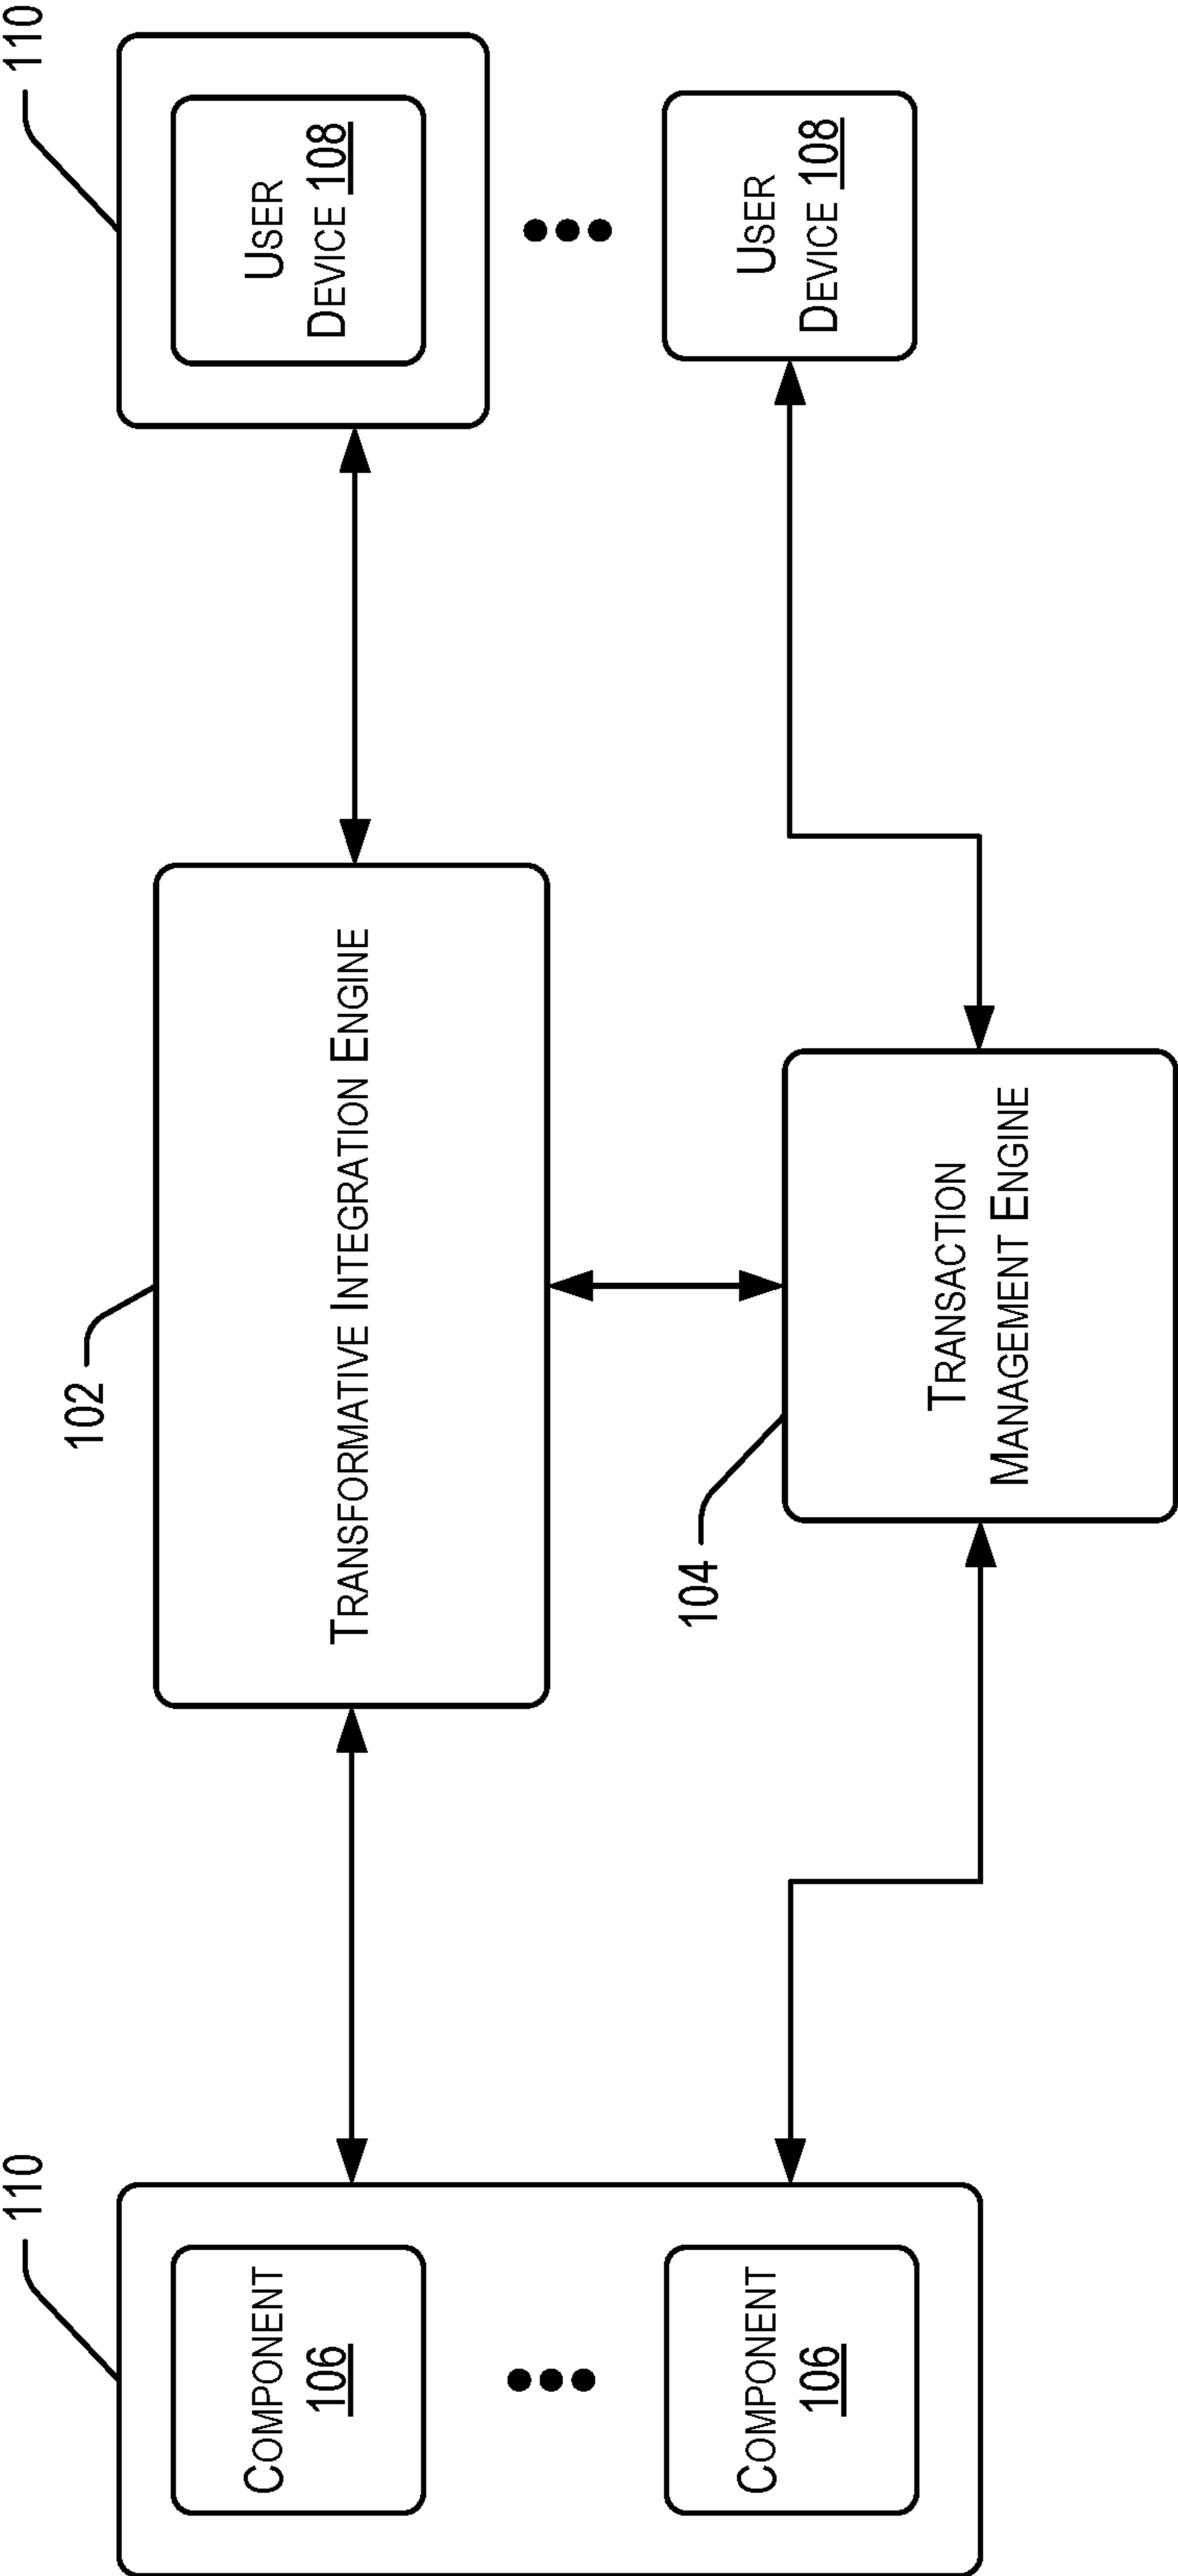 110
COMPONENT
106
COMPONENT
106
102
TRANSFORMATIVE INTEGRATION ENGINE
104
TRANSACTION
MANAGEMENT ENGINE
110
USER
DEVICE 108
USER
DEVICE 108